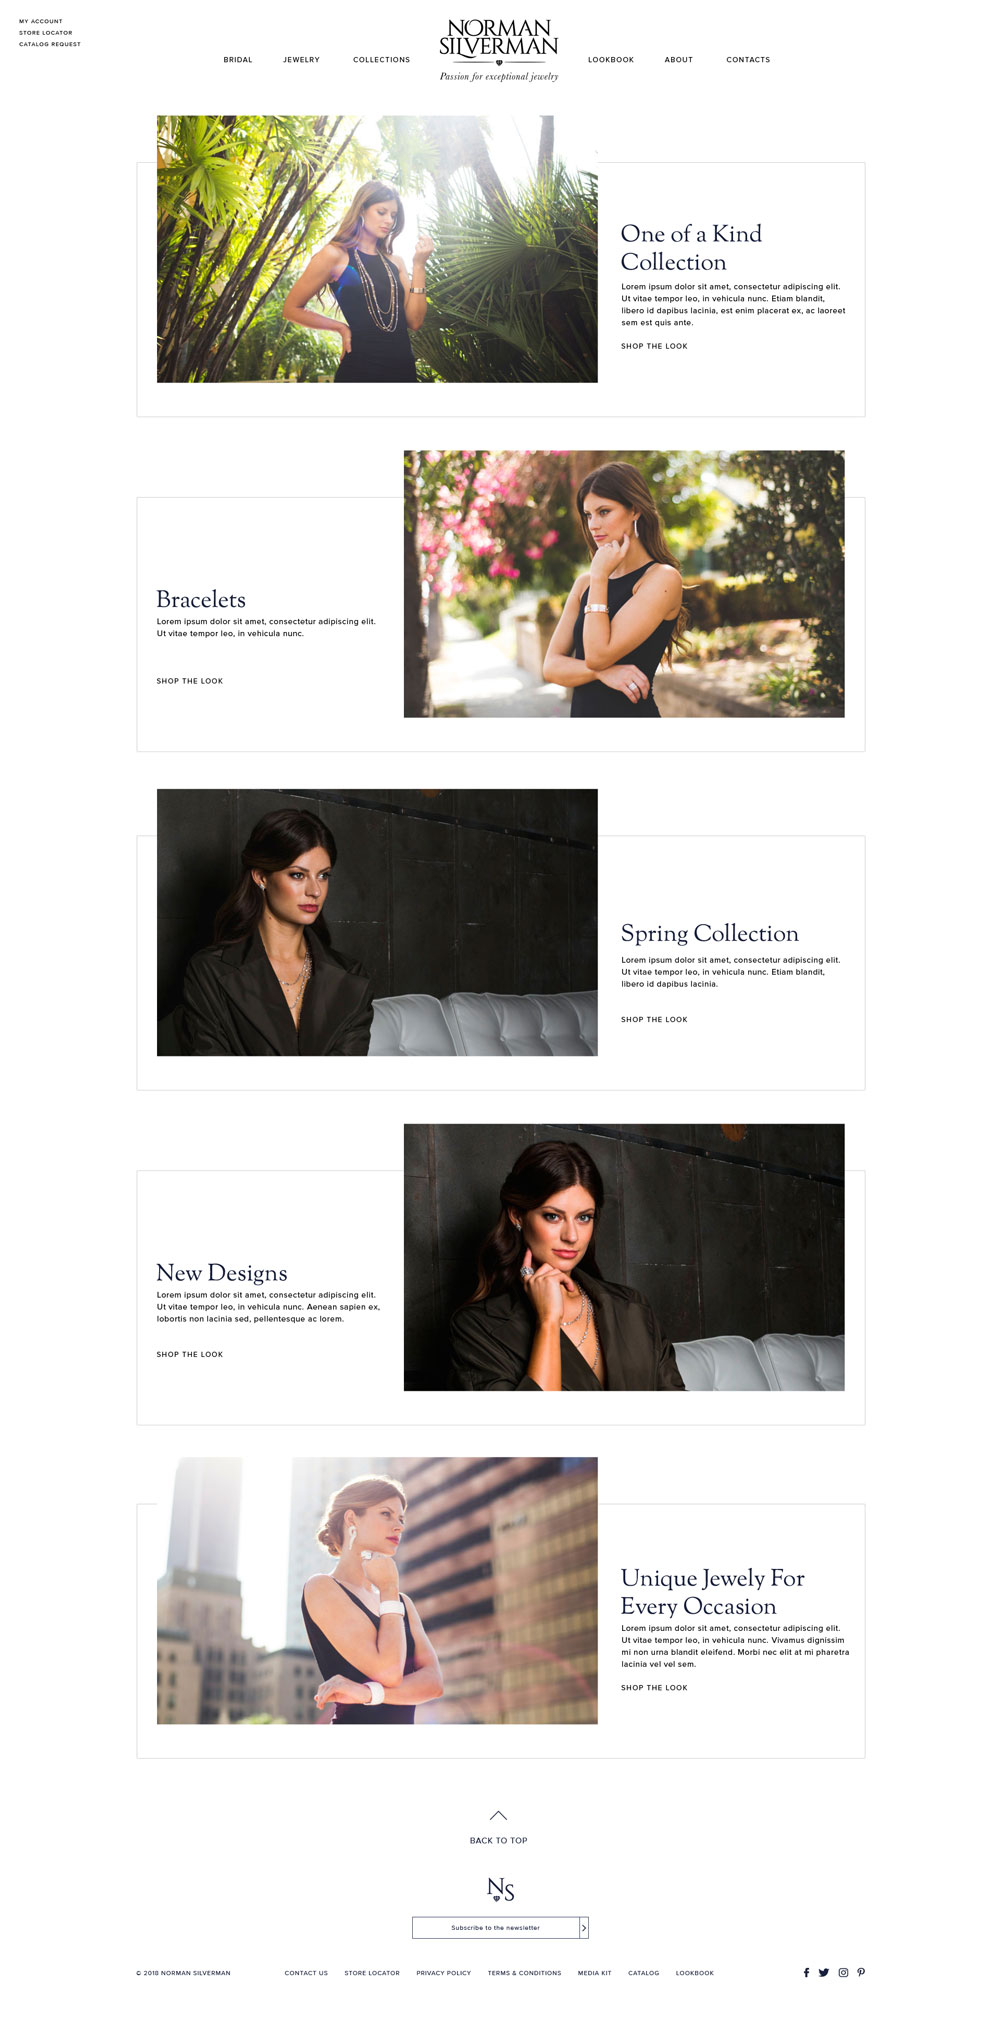 MY ACCOUNT
STORE LOCATOR
CATALOG REQUEST
BRIDAL
JEWELRY
COLLECTIONS
NORMAN
SILVERMAN
Passion for exceptional jewelry
LOOKBOOK
ABOUT
CONTACTS
One of a Kind
Collection
Lorem ipsum dolor sit amet, consectetur adipiscing elit.
Ut vitae tempor leo, in vehicula nunc. Etiam blandit,
libero id dapibus lacinia, est enim placerat ex, ac laoreet
sem est quis ante.
SHOP THE LOOK
Bracelets
Lorem ipsum dolor sit amet, consectetur adipiscing elit.
Ut vitae tempor leo, in vehicula nunc.
SHOP THE LOOK
Spring Collection
Lorem ipsum dolor sit amet, consectetur adipiscing elit.
Ut vitae tempor leo, in vehicula nunc. Etiam blandit,
libero id dapibus lacinia.
SHOP THE LOOK
New Designs
Lorem ipsum dolor sit amet, consectetur adipiscing elit.
Ut vitae tempor leo, in vehicula nunc. Aenean sapien ex,
lobortis non lacinia sed, pellentesque ac lorem.
SHOP THE LOOK
Unique Jewely For
Every Occasion
Lorem ipsum dolor sit amet, consectetur adipiscing elit.
Ut vitae tempor leo, in vehicula nunc. Vivamus dignissim
mi non urna blandit eleifend. Morbi nec elit at mi pharetra
lacinia vel vel sem.
SHOP THE LOOK
BACK TO TOP
NS
Subscribe to the newsletter
© 2018 NORMAN SILVERMAN
CONTACT US
STORE LOCATOR
PRIVACY POLICY
TERMS & CONDITIONS
MEDIA KIT
CATALOG
LOOKBOOK